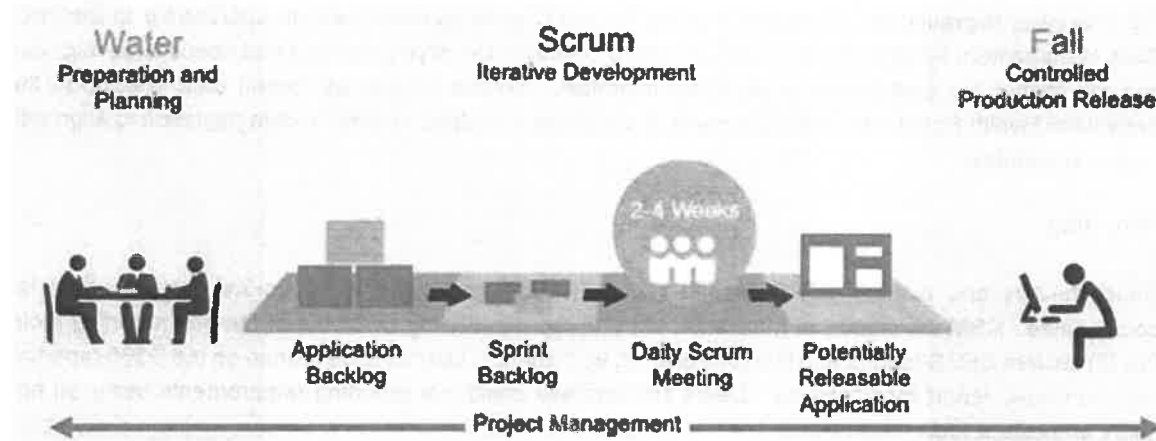 Water
Scrum
Fall
Preparation and
Planning
Iterative Development
Controlled
Production Release
2-4 Weeks
Application
Backlog
Sprint
Backlog
Daily Scrum
Meeting
Potentially
Releasable
Application
Project Management